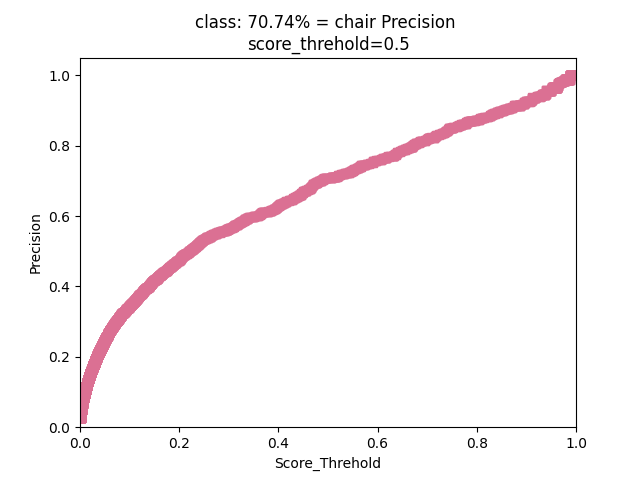 class: 70.74% = chair Precision
score_threhold=0.5
Precision
1.0
0.8
0.6
0.4
0.2
0.0
0.0 0.2 0.4 0.6 0.8 1.0
Score_Threhold